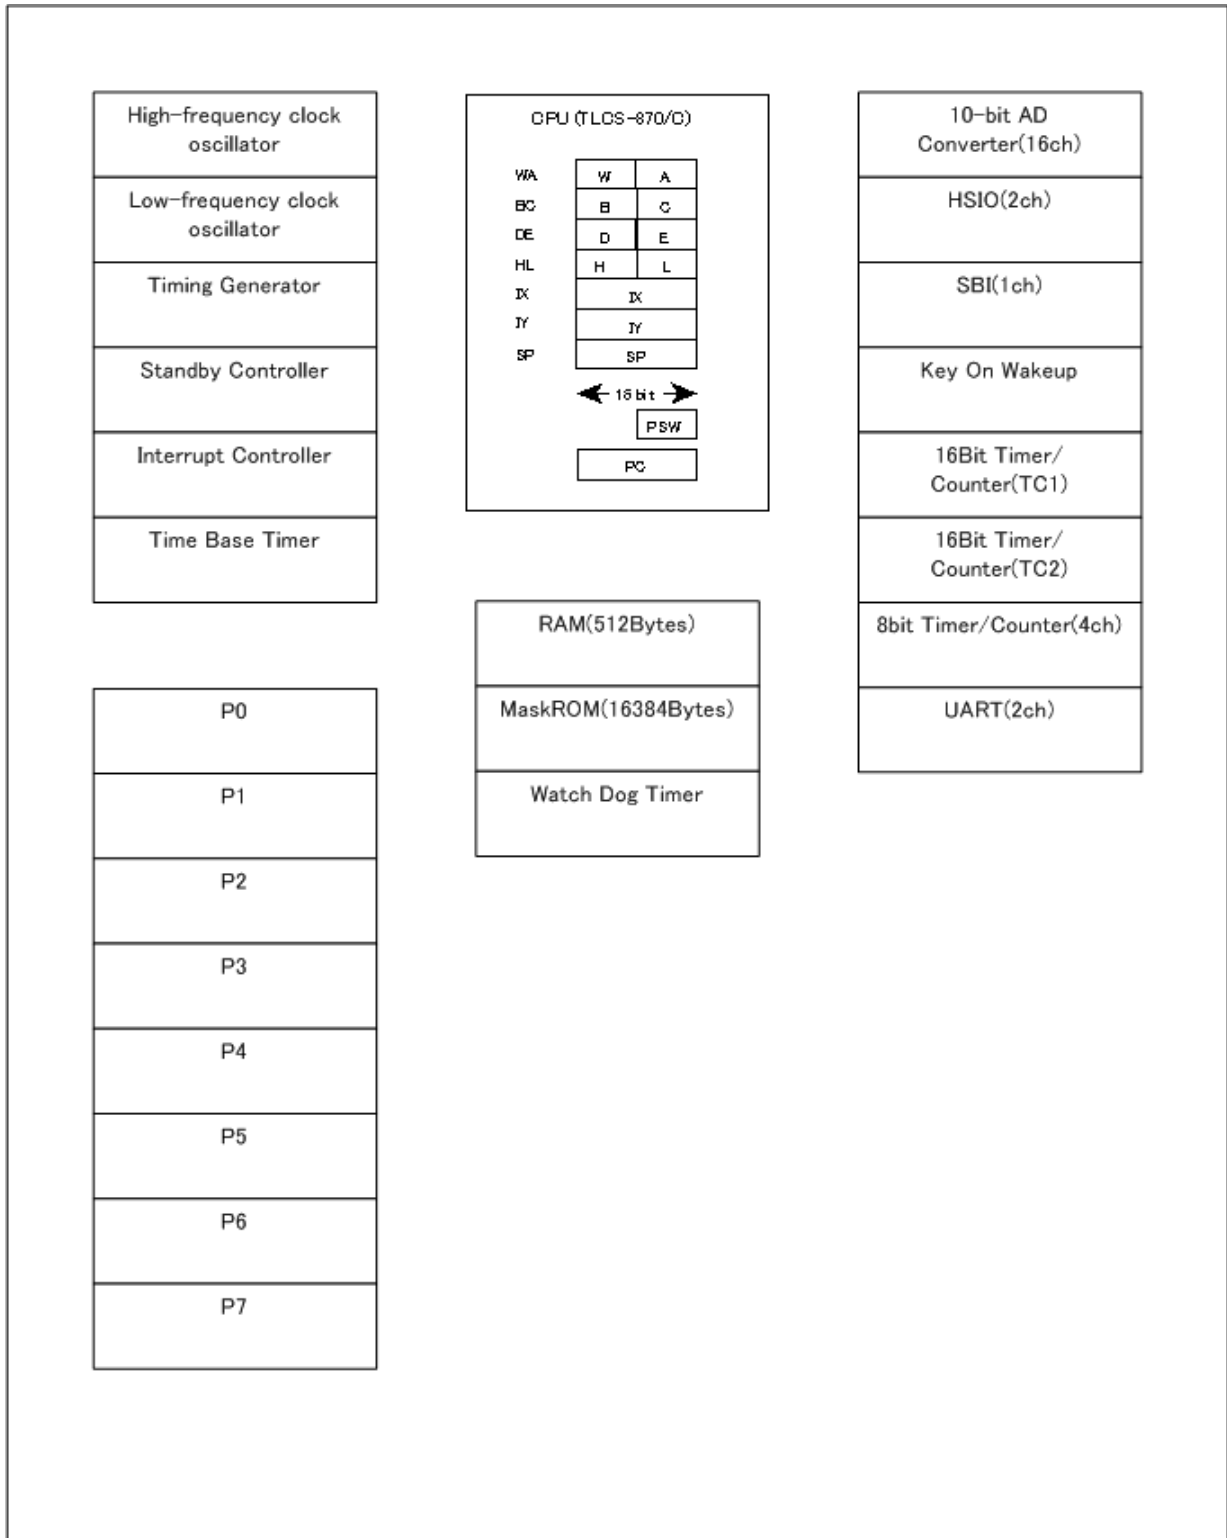 High-frequency clock
oscillator
Low-frequency clock
oscillator
Timing Generator
Standby Controller
Interrupt Controller
Time Base Timer
P0
P1
P2
P3
P4
P5
P6
P7
CPU (TLCS-870/C)
WA W A
BC B C
DE D E
HL H L
IX IX
IY IY
SP SP
16 bit
PSW
PC
RAM(512Bytes)
MaskROM(16384Bytes)
Watch Dog Timer
10-bit AD
Converter(16ch)
HSIO(2ch)
SBI(1ch)
Key On Wakeup
16Bit Timer/
Counter(TC1)
16Bit Timer/
Counter(TC2)
8bit Timer/Counter(4ch)
UART(2ch)